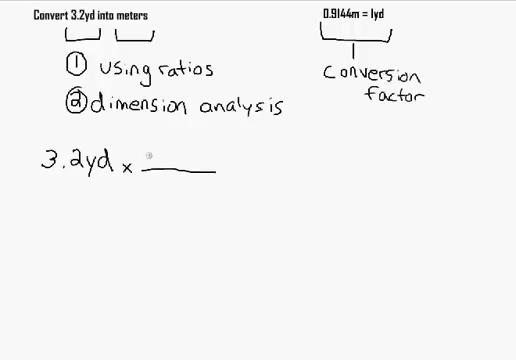 Convert 3.2yd into meters
0.9144m = 1yd
① using ratios
② dimension analysis
conversion
factor
3.2yd ×